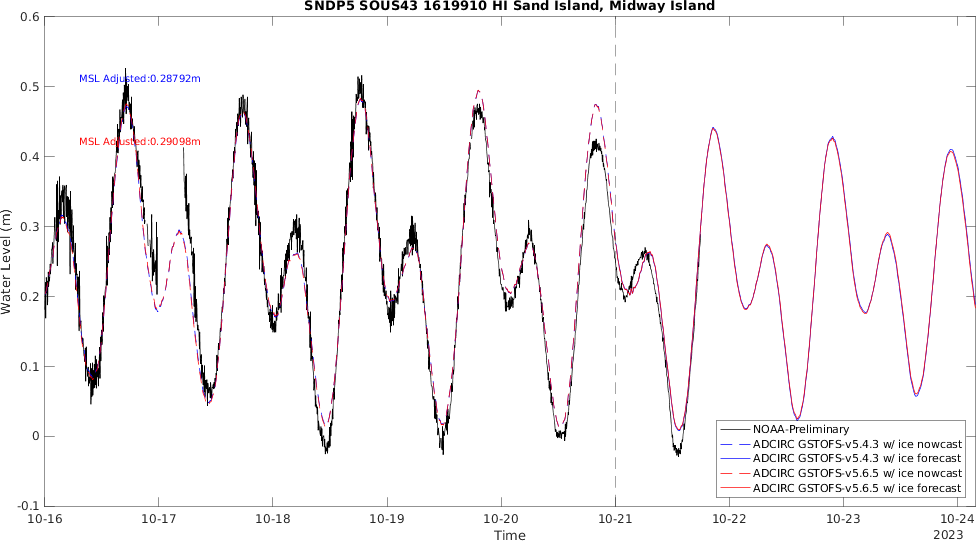 SNDP5 SOUS43 1619910 HI Sand Island, Midway Island
0.6
0.5
0.4
0.3
0.2
0.1
0
-0.1
Water Level (m)
MSL Adjusted:0.28792m
MSL Adjusted:0.29098m
NOAA-Preliminary
ADCIRC GSTOFS-v5.4.3 w/ ice nowcast
ADCIRC GSTOFS-v5.4.3 w/ ice forecast
ADCIRC GSTOFS-v5.6.5 w/ ice nowcast
ADCIRC GSTOFS-v5.6.5 w/ ice forecast
10-16 10-17 10-18 10-19 10-20 10-21 10-22 10-23 10-24
Time
2023